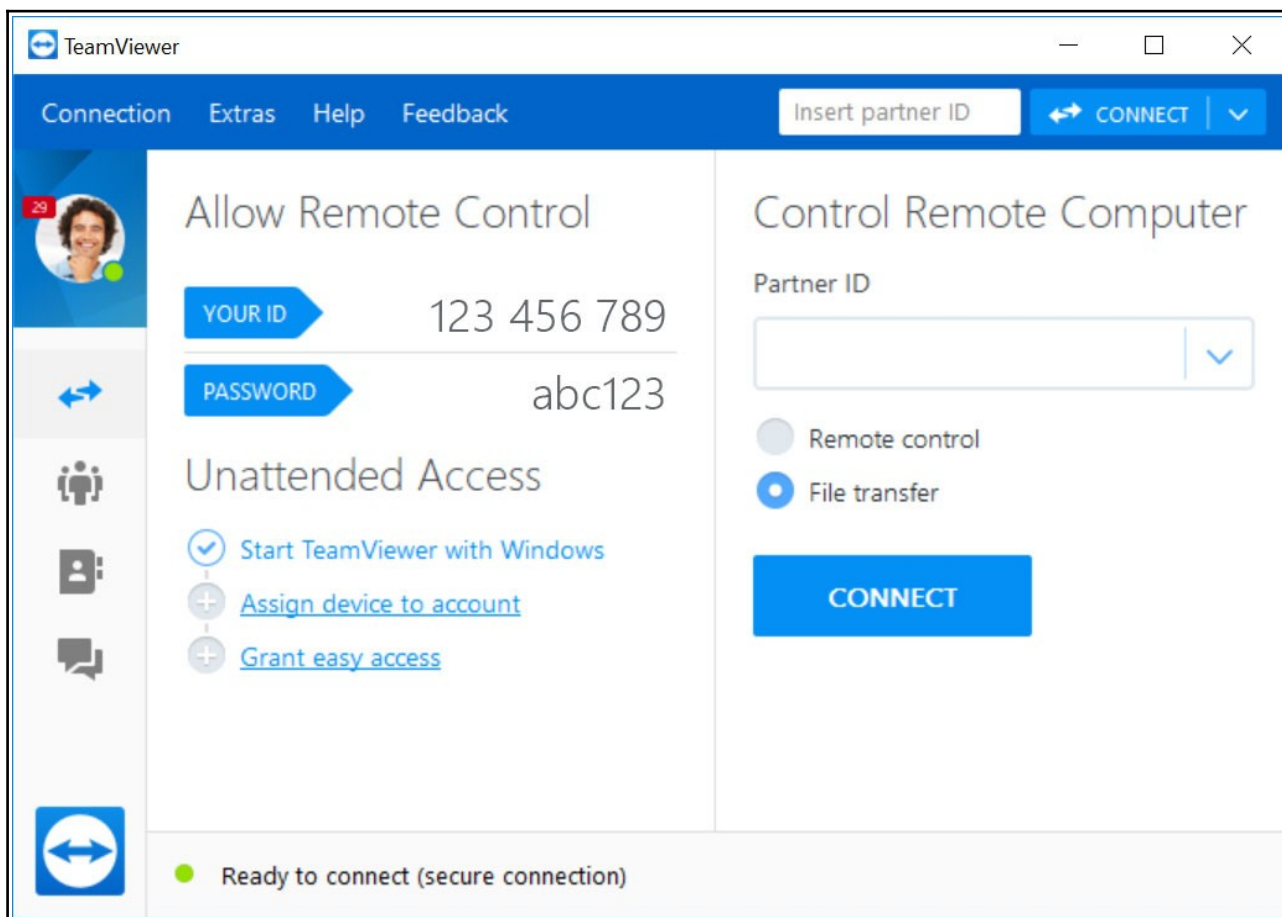 TeamViewer
Connection Extras Help Feedback Insert partner ID CONNECT
29
Allow Remote Control
YOUR ID 123 456 789
PASSWORD abc123
Unattended Access
Start TeamViewer with Windows
Assign device to account
Grant easy access
Control Remote Computer
Partner ID
Remote control
File transfer
CONNECT
Ready to connect (secure connection)